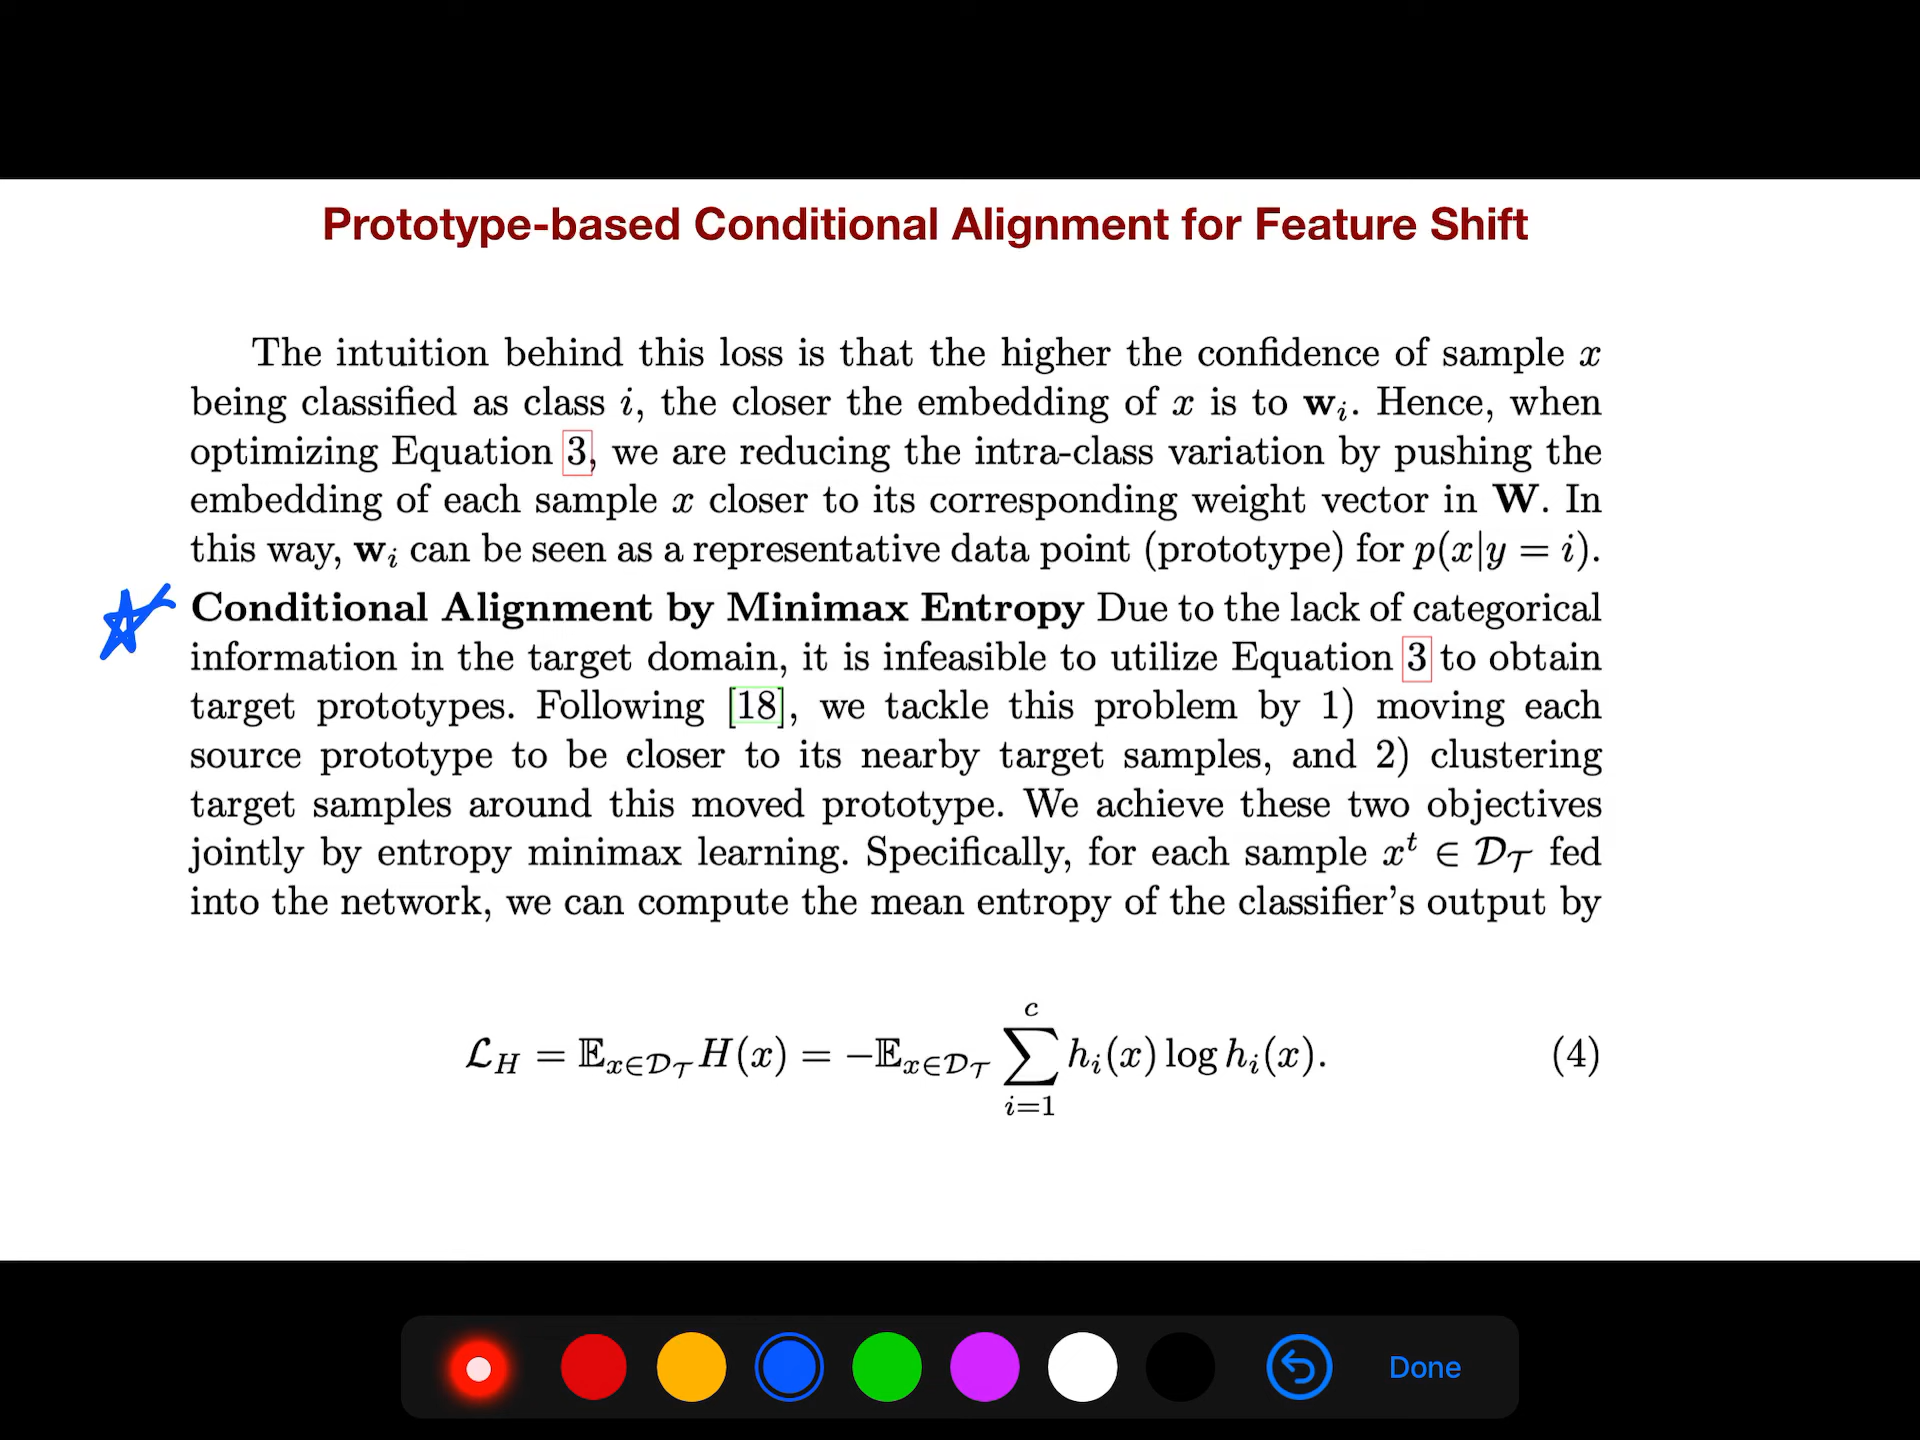 Prototype-based Conditional Alignment for Feature Shift
The intuition behind this loss is that the higher the confidence of sample x
being classified as class i, the closer the embedding of x is to wᵢ. Hence, when
optimizing Equation 3, we are reducing the intra-class variation by pushing the
embedding of each sample x closer to its corresponding weight vector in W. In
this way, wᵢ can be seen as a representative data point (prototype) for p(x|y = i).
Conditional Alignment by Minimax Entropy Due to the lack of categorical
information in the target domain, it is infeasible to utilize Equation 3 to obtain
target prototypes. Following [18], we tackle this problem by 1) moving each
source prototype to be closer to its nearby target samples, and 2) clustering
target samples around this moved prototype. We achieve these two objectives
jointly by entropy minimax learning. Specifically, for each sample xᵗ ∈ D_T fed
into the network, we can compute the mean entropy of the classifier's output by
L_H = 𝔼_{x∈D_T} H(x) = −𝔼_{x∈D_T} ∑_{i=1}^{c} hᵢ(x) log hᵢ(x). (4)
Done